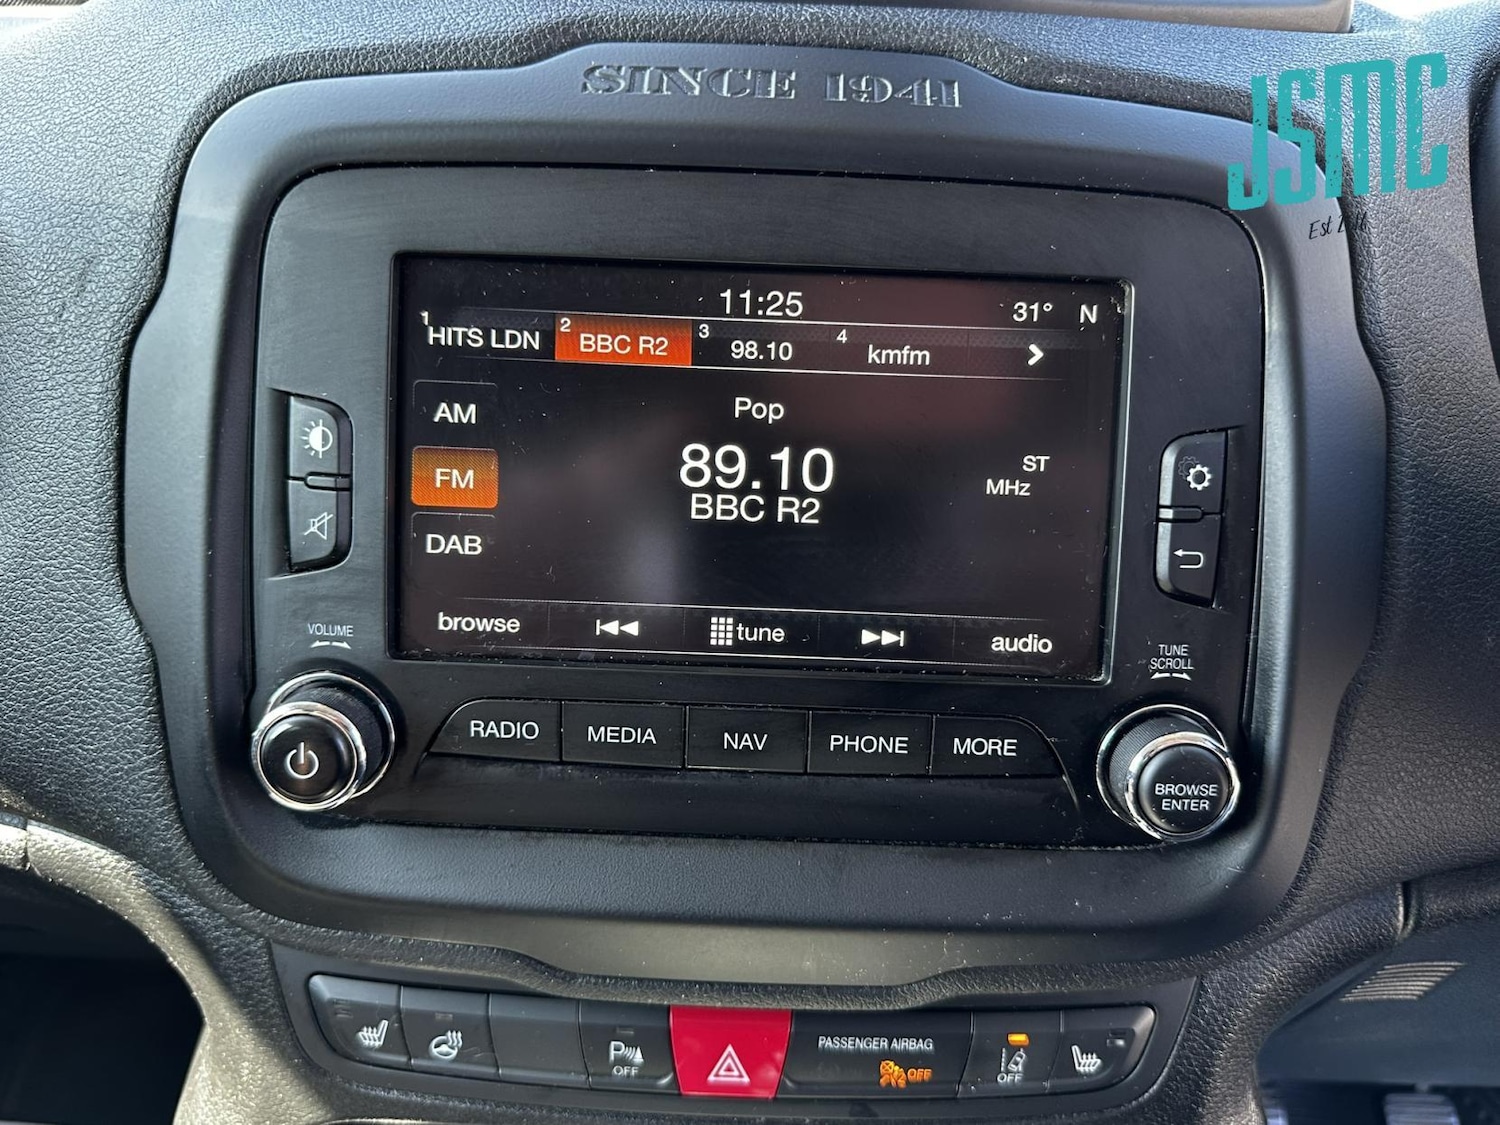 SINCE 1941
JSMC
11:25
31° N
1 HITS LDN 2 BBC R2 3 98.10 4 kmfm
AM
Pop
FM
89.10
ST
MHz
BBC R2
DAB
browse tune audio
VOLUME
TUNE
SCROLL
RADIO MEDIA NAV PHONE MORE
BROWSE
ENTER
P OFF
PASSENGER AIRBAG
OFF
OFF